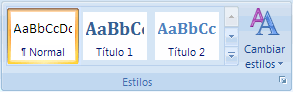 AaBbCcDc AaBbCc AaBbCc
¶ Normal Título 1 Título 2
Cambiar
estilos
Estilos